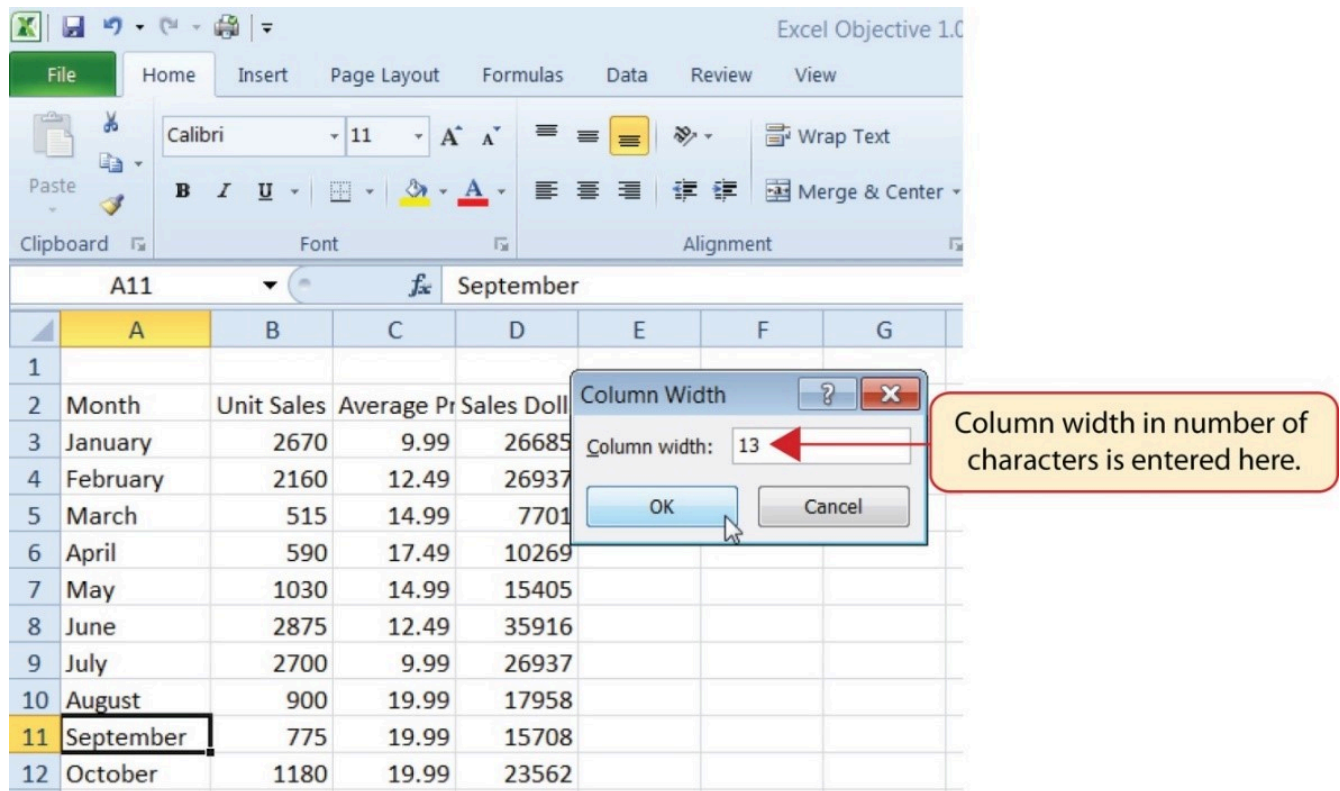 Excel Objective 1.0
File Home Insert Page Layout Formulas Data Review View
Calibri 11 A A Wrap Text
Paste B I U A Merge & Center
Clipboard Font Alignment
A11 fx September
A B C D E F G
1
2 Month Unit Sales Average Pr Sales Doll
3 January 2670 9.99 26685
4 February 2160 12.49 26937
5 March 515 14.99 7701
6 April 590 17.49 10269
7 May 1030 14.99 15405
8 June 2875 12.49 35916
9 July 2700 9.99 26937
10 August 900 19.99 17958
11 September 775 19.99 15708
12 October 1180 19.99 23562
Column Width ?
Column width: 13
OK Cancel
Column width in number of
characters is entered here.